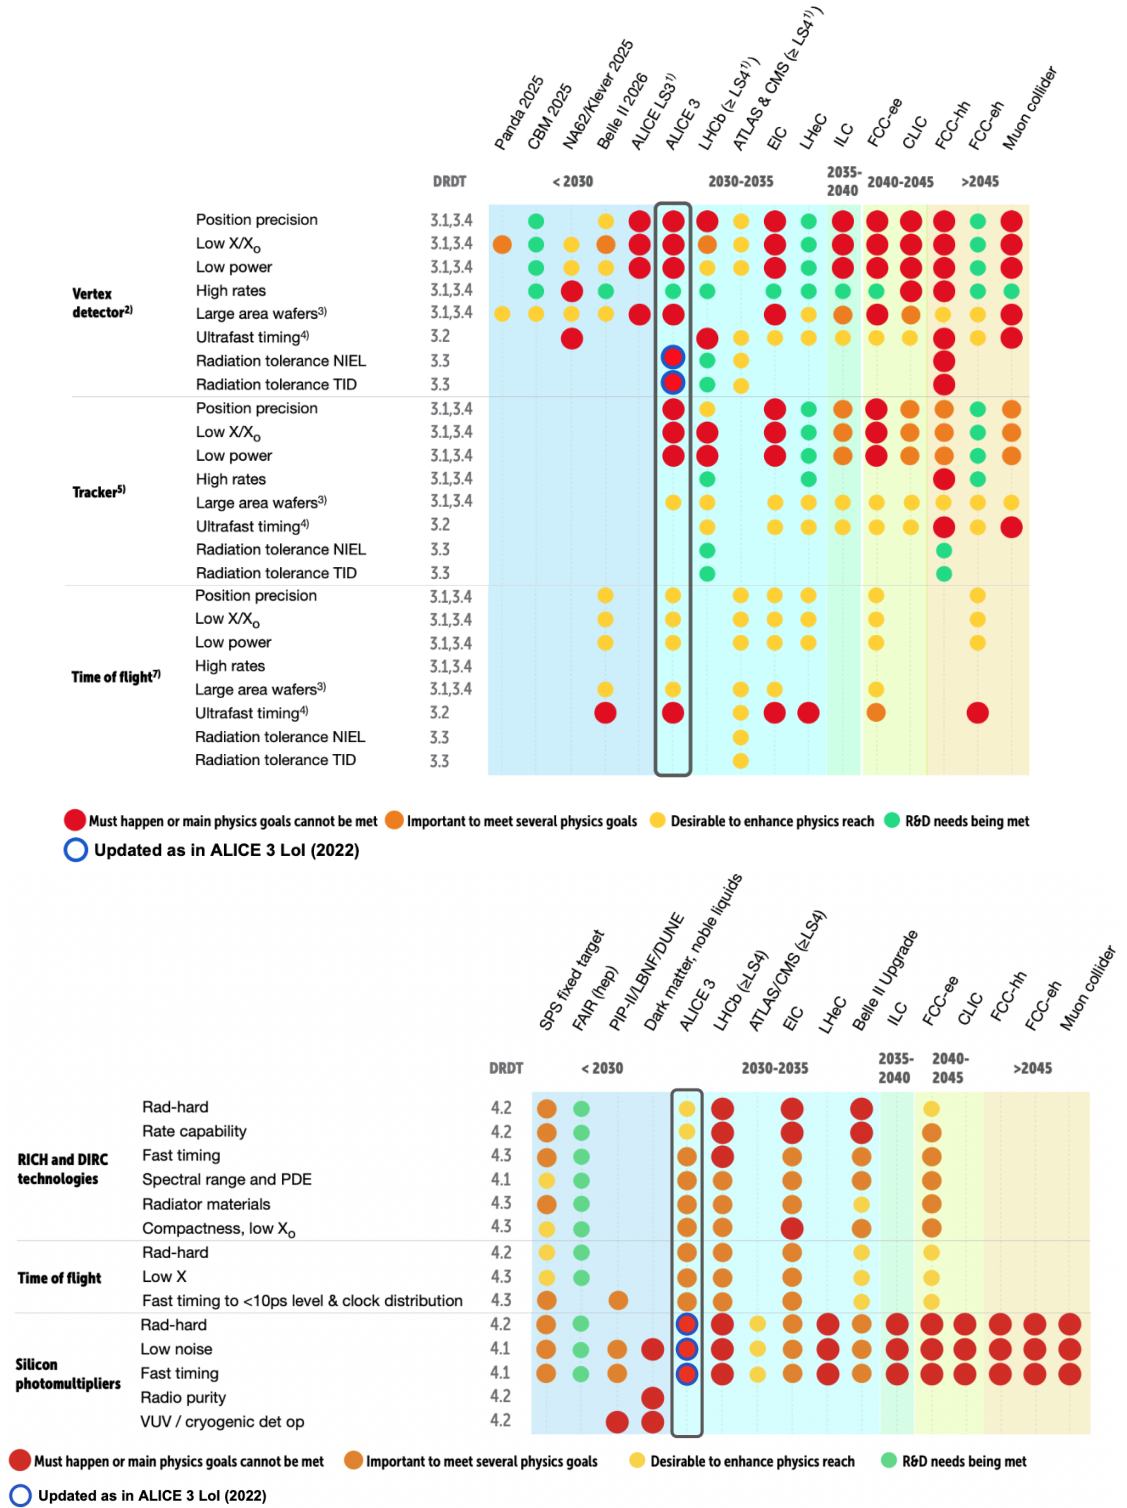 Panda 2025
CBM 2025
NA62/Klever 2025
Belle II 2026
ALICE LS3¹⁾
ALICE 3
LHCb (≥ LS4¹⁾)
ATLAS & CMS (≥ LS4¹⁾)
EIC
LHeC
ILC
FCC-ee
CLIC
FCC-hh
FCC-eh
Muon collider
DRDT < 2030 2030-2035 2035-2040 2040-2045 >2045
Vertex detector²⁾
Position precision 3.1,3.4
Low X/Xₒ 3.1,3.4
Low power 3.1,3.4
High rates 3.1,3.4
Large area wafers³⁾ 3.1,3.4
Ultrafast timing⁴⁾ 3.2
Radiation tolerance NIEL 3.3
Radiation tolerance TID 3.3
Tracker⁵⁾
Position precision 3.1,3.4
Low X/Xₒ 3.1,3.4
Low power 3.1,3.4
High rates 3.1,3.4
Large area wafers³⁾ 3.1,3.4
Ultrafast timing⁴⁾ 3.2
Radiation tolerance NIEL 3.3
Radiation tolerance TID 3.3
Time of flight⁷⁾
Position precision 3.1,3.4
Low X/Xₒ 3.1,3.4
Low power 3.1,3.4
High rates 3.1,3.4
Large area wafers³⁾ 3.1,3.4
Ultrafast timing⁴⁾ 3.2
Radiation tolerance NIEL 3.3
Radiation tolerance TID 3.3
Must happen or main physics goals cannot be met Important to meet several physics goals Desirable to enhance physics reach R&D needs being met
Updated as in ALICE 3 LoI (2022)
SPS fixed target
FAIR (hep)
PIP-II/LBNF/DUNE
Dark matter, noble liquids
ALICE 3
LHCb (≥LS4)
ATLAS/CMS (≥LS4)
EIC
LHeC
Belle II Upgrade
ILC
FCC-ee
CLIC
FCC-hh
FCC-eh
Muon collider
DRDT < 2030 2030-2035 2035-2040 2040-2045 >2045
RICH and DIRC technologies
Rad-hard 4.2
Rate capability 4.2
Fast timing 4.3
Spectral range and PDE 4.1
Radiator materials 4.3
Compactness, low Xₒ 4.3
Time of flight
Rad-hard 4.2
Low X 4.3
Fast timing to <10ps level & clock distribution 4.3
Silicon photomultipliers
Rad-hard 4.2
Low noise 4.1
Fast timing 4.1
Radio purity 4.2
VUV / cryogenic det op 4.2
Must happen or main physics goals cannot be met Important to meet several physics goals Desirable to enhance physics reach R&D needs being met
Updated as in ALICE 3 LoI (2022)